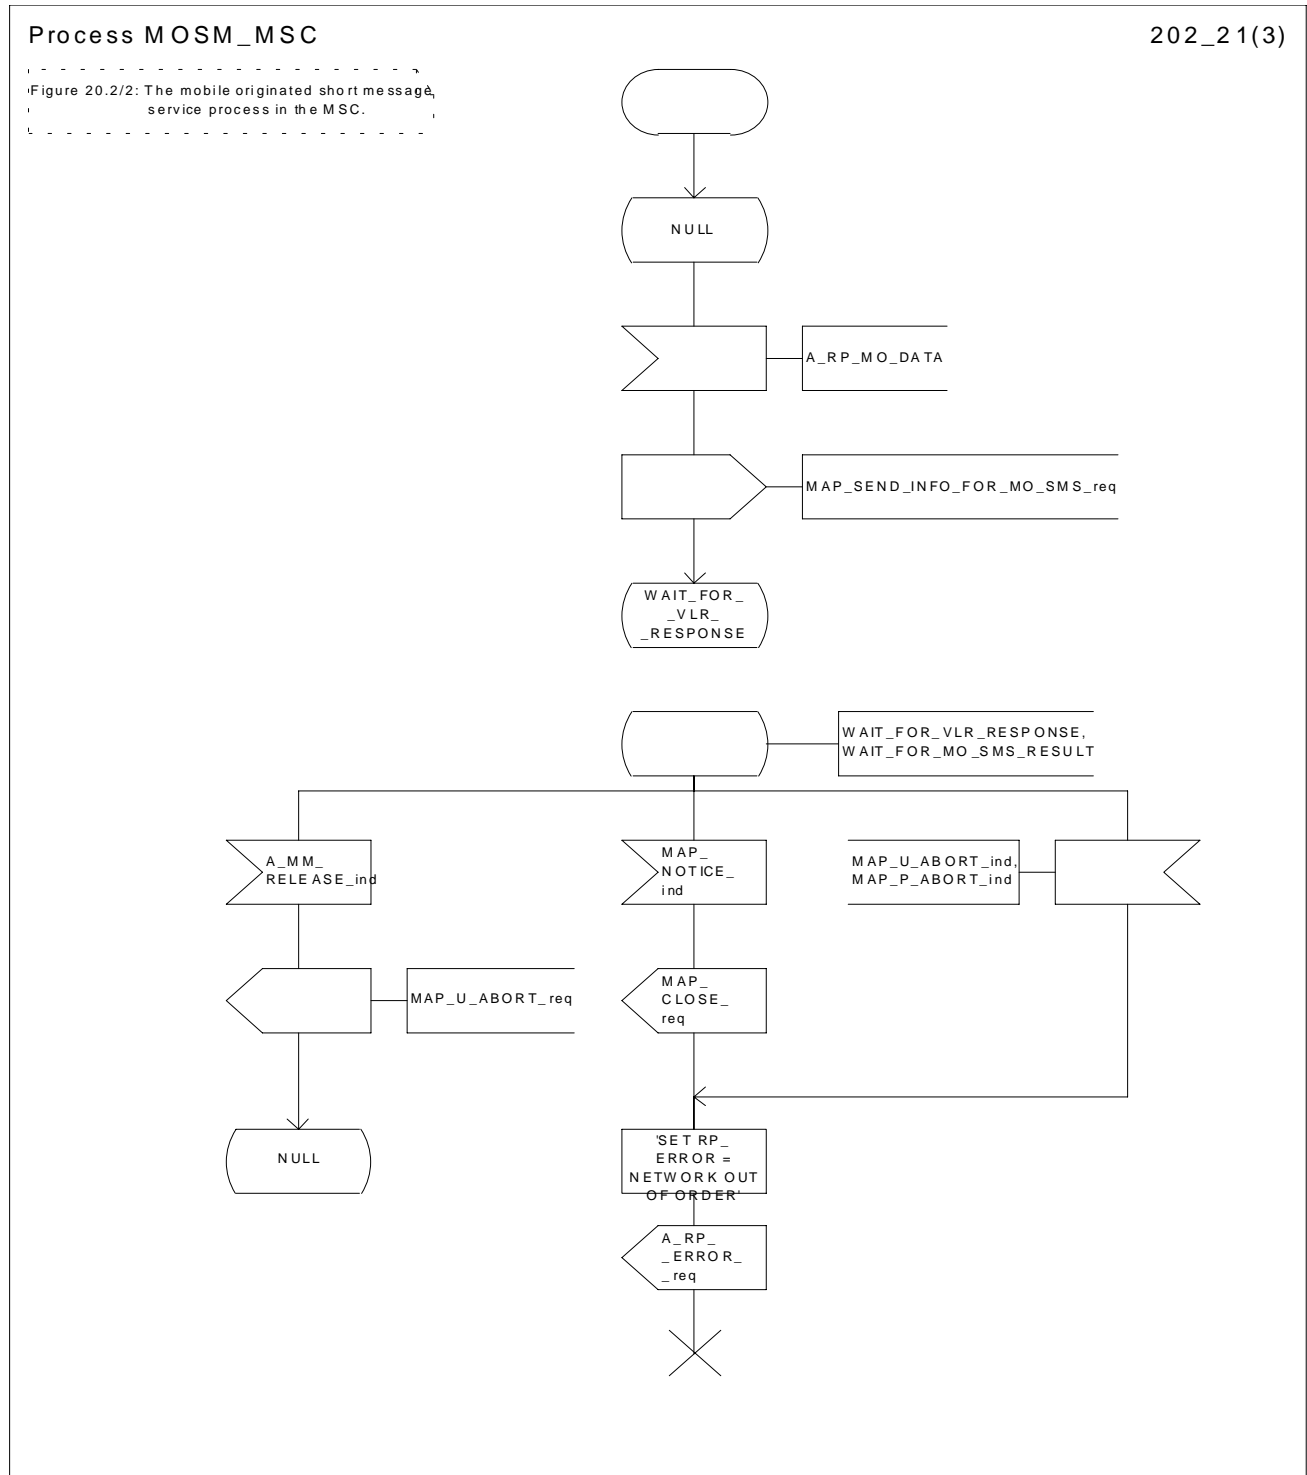 Process MOSM_MSC
202_21(3)
Figure 20.2/2: The mobile originated short message
service process in the MSC.
NULL
A_RP_MO_DATA
MAP_SEND_INFO_FOR_MO_SMS_req
WAIT_FOR_
_VLR_
_RESPONSE
WAIT_FOR_VLR_RESPONSE,
WAIT_FOR_MO_SMS_RESULT
A_MM_
RELEASE_ind
MAP_
NOTICE_
ind
MAP_U_ABORT_ind,
MAP_P_ABORT_ind
MAP_U_ABORT_req
MAP_
CLOSE_
req
NULL
'SET RP_
ERROR =
NETWORK OUT
OF ORDER'
A_RP_
_ERROR_
_req